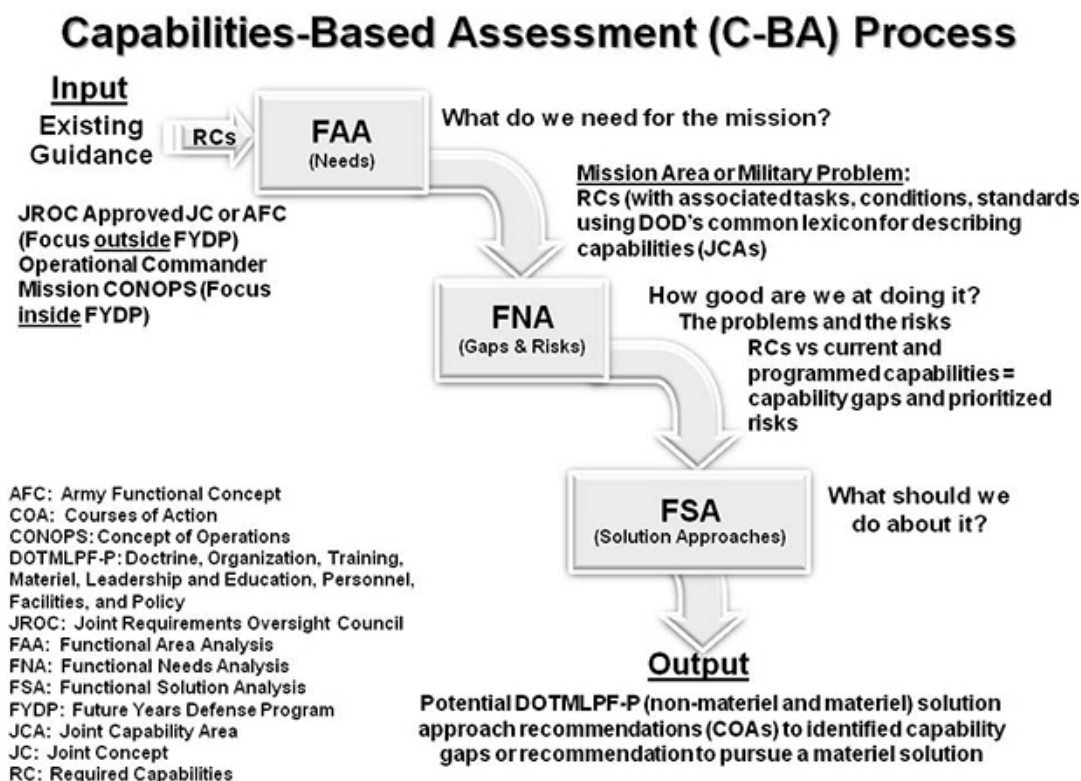 Capabilities-Based Assessment (C-BA) Process
Input
Existing
Guidance
RCs
FAA
(Needs)
What do we need for the mission?
JROC Approved JC or AFC
(Focus outside FYDP)
Operational Commander
Mission CONOPS (Focus
inside FYDP)
Mission Area or Military Problem:
RCs (with associated tasks, conditions, standards
using DOD's common lexicon for describing
capabilities (JCAs)
FNA
(Gaps & Risks)
How good are we at doing it?
The problems and the risks
RCs vs current and
programmed capabilities =
capability gaps and prioritized
risks
FSA
(Solution Approaches)
What should we
do about it?
Output
Potential DOTMLPF-P (non-materiel and materiel) solution
approach recommendations (COAs) to identified capability
gaps or recommendation to pursue a materiel solution
AFC: Army Functional Concept
COA: Courses of Action
CONOPS: Concept of Operations
DOTMLPF-P: Doctrine, Organization, Training,
Materiel, Leadership and Education, Personnel,
Facilities, and Policy
JROC: Joint Requirements Oversight Council
FAA: Functional Area Analysis
FNA: Functional Needs Analysis
FSA: Functional Solution Analysis
FYDP: Future Years Defense Program
JCA: Joint Capability Area
JC: Joint Concept
RC: Required Capabilities